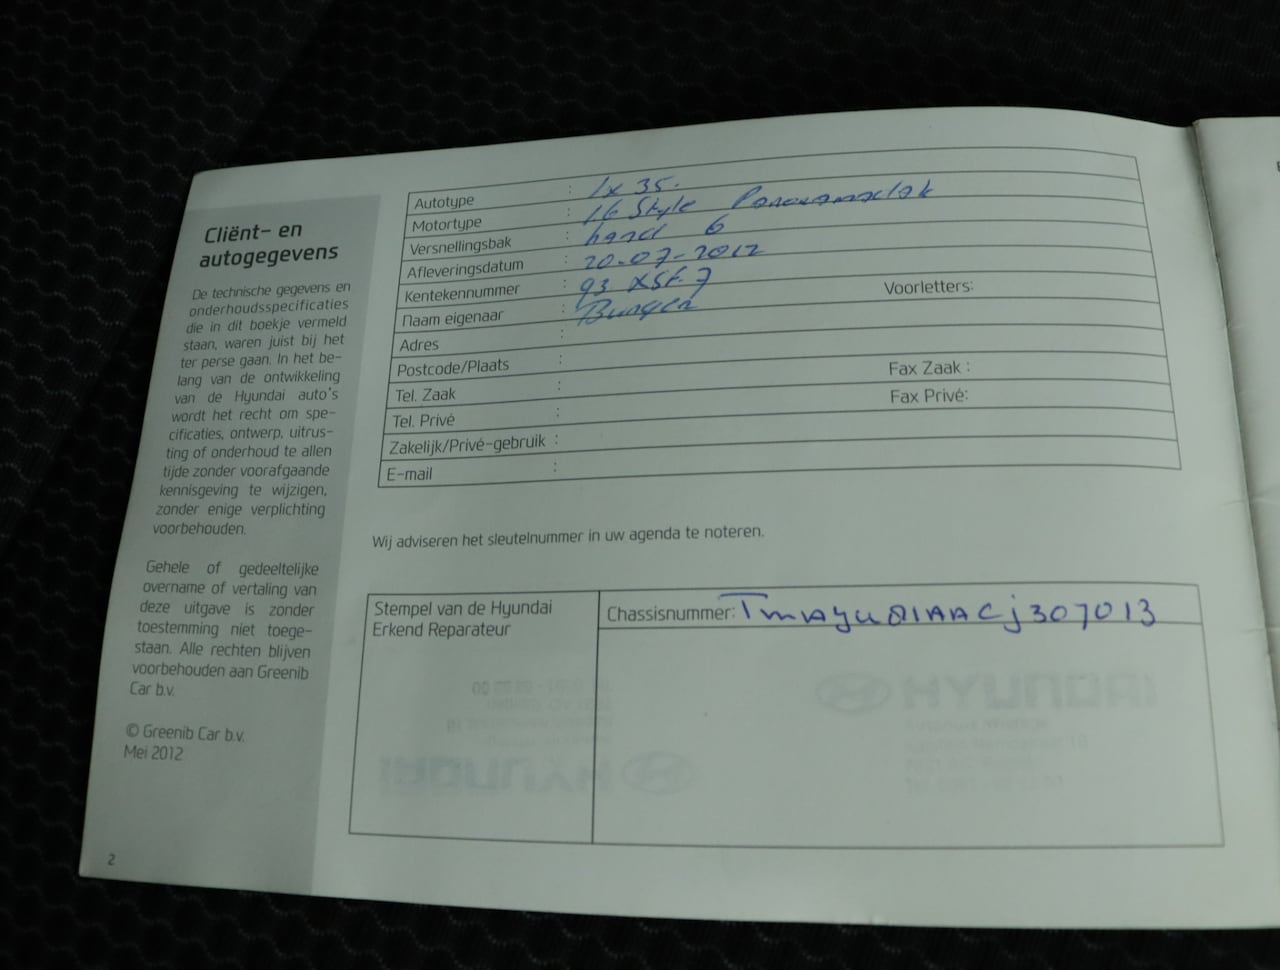 Cliënt- en
autogegevens
De technische gegevens en
onderhoudsspecificaties
die in dit boekje vermeld
staan, waren juist bij het
ter perse gaan. In het be-
lang van de ontwikkeling
van de Hyundai auto's
wordt het recht om spe-
cificaties, ontwerp, uitrus-
ting of onderhoud te allen
tijde zonder voorafgaande
kennisgeving te wijzigen,
zonder enige verplichting
voorbehouden.
Gehele of gedeeltelijke
overname of vertaling van
deze uitgave is zonder
toestemming niet toege-
staan. Alle rechten blijven
voorbehouden aan Greenib
Car b.v.
© Greenib Car b.v.
Mei 2012
2
Autotype : Ix 35.
Motortype : 1.6 Style Panoramadak
Versnellingsbak : hand 6
Afleveringsdatum : 20-07-2012
Kentekennummer : 93
Naam eigenaar : Voorletters:
Adres :
Postcode/Plaats :
Tel. Zaak : Fax Zaak :
Tel. Privé : Fax Privé:
Zakelijk/Privé-gebruik :
E-mail :
Wij adviseren het sleutelnummer in uw agenda te noteren.
Stempel van de Hyundai
Erkend Reparateur
Chassisnummer: TmAJu81AACj307013
HYUNDAI
HYUNDAI